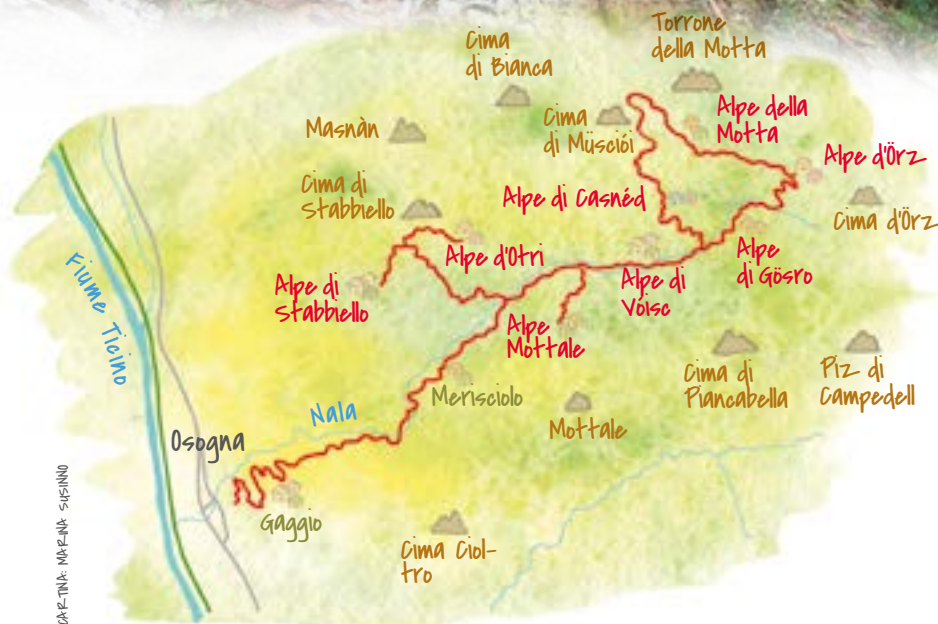 Torrone
della Motta
Cima
di Bianca
Alpe della
Motta
Cima
di Müsciói
Masnàn
Alpe d'Örz
Cima di
Stabbiello
Alpe di Casnéd
Cima d'Örz
Alpe d'Otri
Alpe
di Gösro
Alpe di
Stabbiello
Alpe di
Voisc
Fiume Ticino
Alpe
Mottale
Cima di
Piancabella
Piz di
Campedell
Merisciolo
Nala
Mottale
Osogna
Gaggio
Cima Ciol-
tro
CARTINA: MARINA SUSINNO